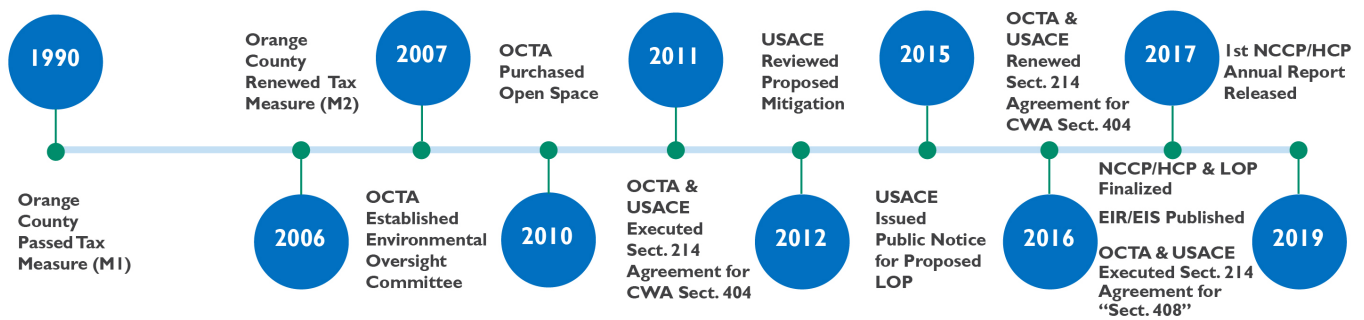 1990
Orange
County
Passed Tax
Measure (M1)
Orange
County
Renewed Tax
Measure (M2)
2006
2007
OCTA
Established
Environmental
Oversight
Committee
OCTA
Purchased
Open Space
2010
2011
OCTA &
USACE
Executed
Sect. 214
Agreement for
CWA Sect. 404
USACE
Reviewed
Proposed
Mitigation
2012
2015
USACE
Issued
Public Notice
for Proposed
LOP
OCTA &
USACE
Renewed
Sect. 214
Agreement for
CWA Sect. 404
2016
2017
NCCP/HCP & LOP
Finalized
EIR/EIS Published
OCTA & USACE
Executed Sect. 214
Agreement for
“Sect. 408”
1st NCCP/HCP
Annual Report
Released
2019